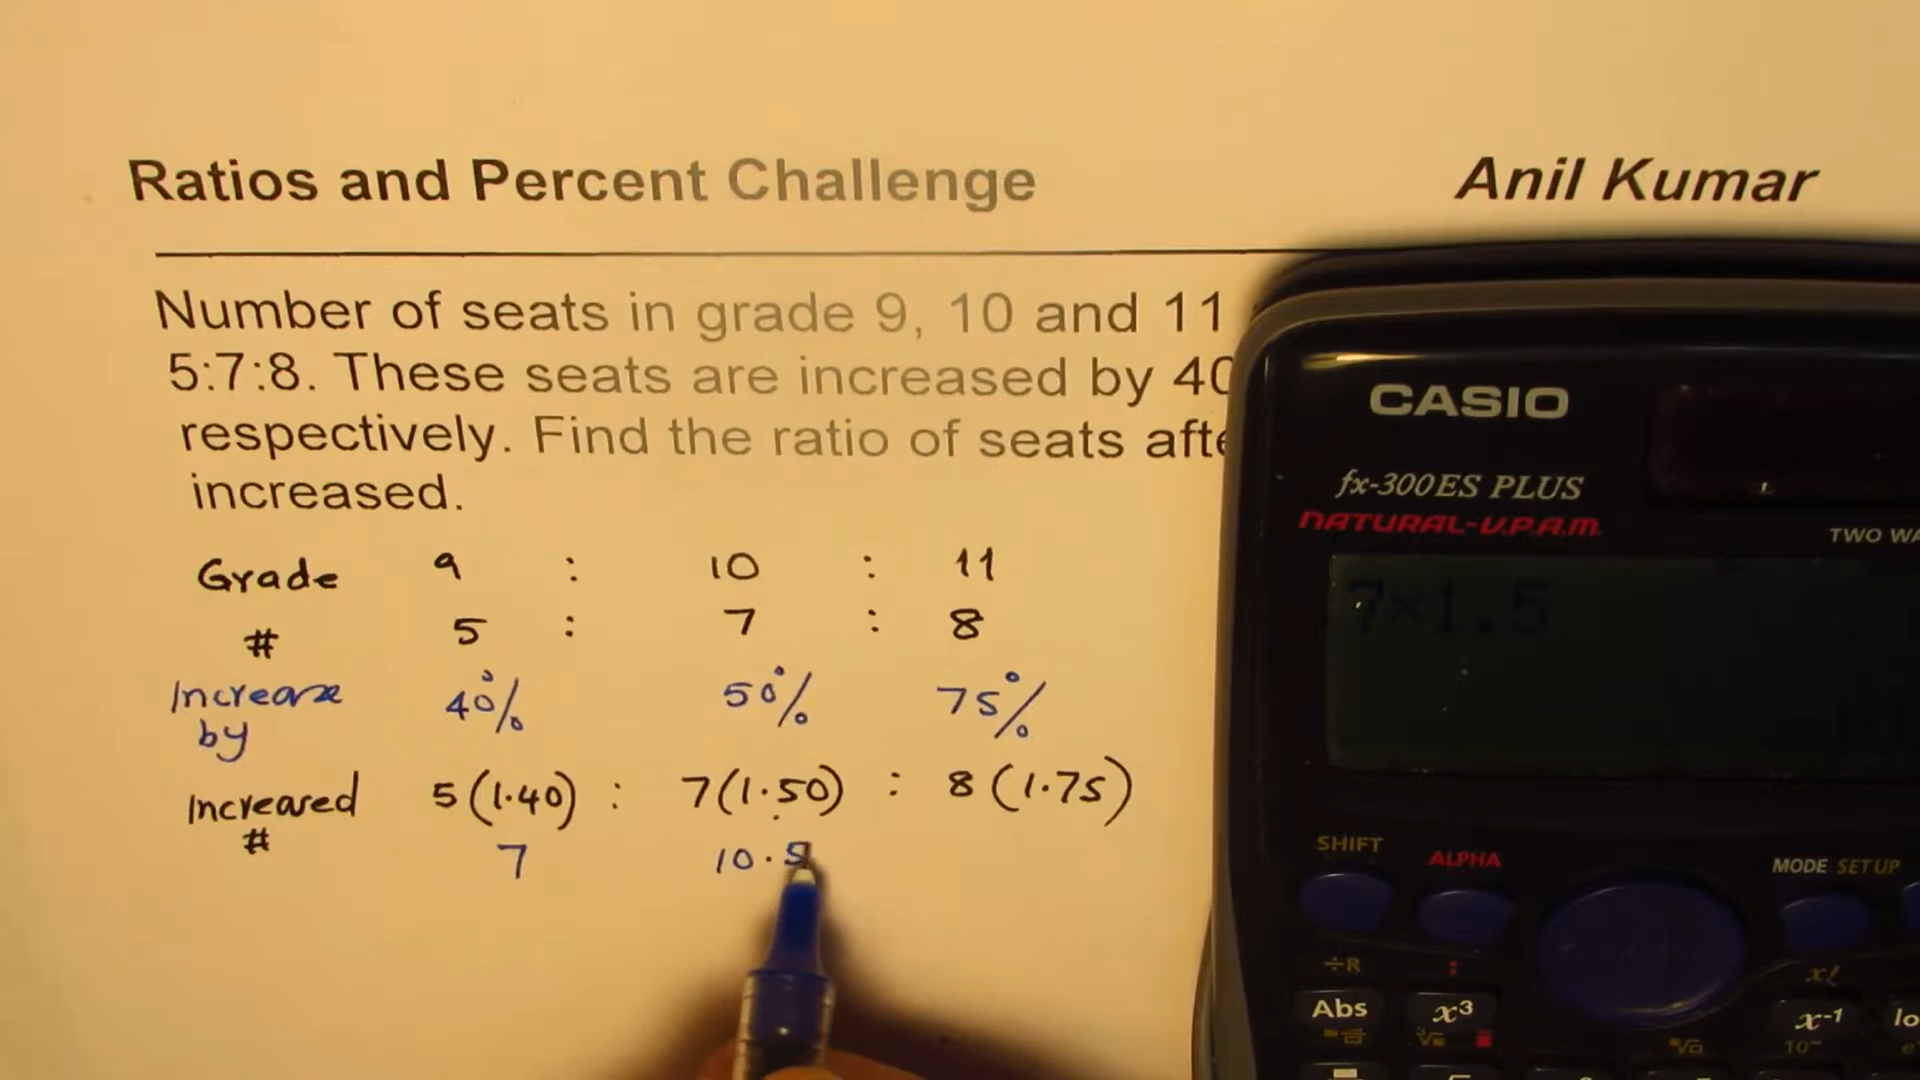 Ratios and Percent Challenge
Anil Kumar
Number of seats in grade 9, 10 and 11
5:7:8. These seats are increased by 40
respectively. Find the ratio of seats afte
increased.
Grade 9 : 10 : 11
# 5 : 7 : 8
Increase by 40% 50% 75%
Increased # 5(1.40) : 7(1.50) : 8(1.75)
7 10.5
CASIO
fx-300ES PLUS
NATURAL-V.P.A.M.
TWO WA
7×1.5
SHIFT ALPHA MODE SETUP
÷R : x!
Abs x³ x⁻¹ lo